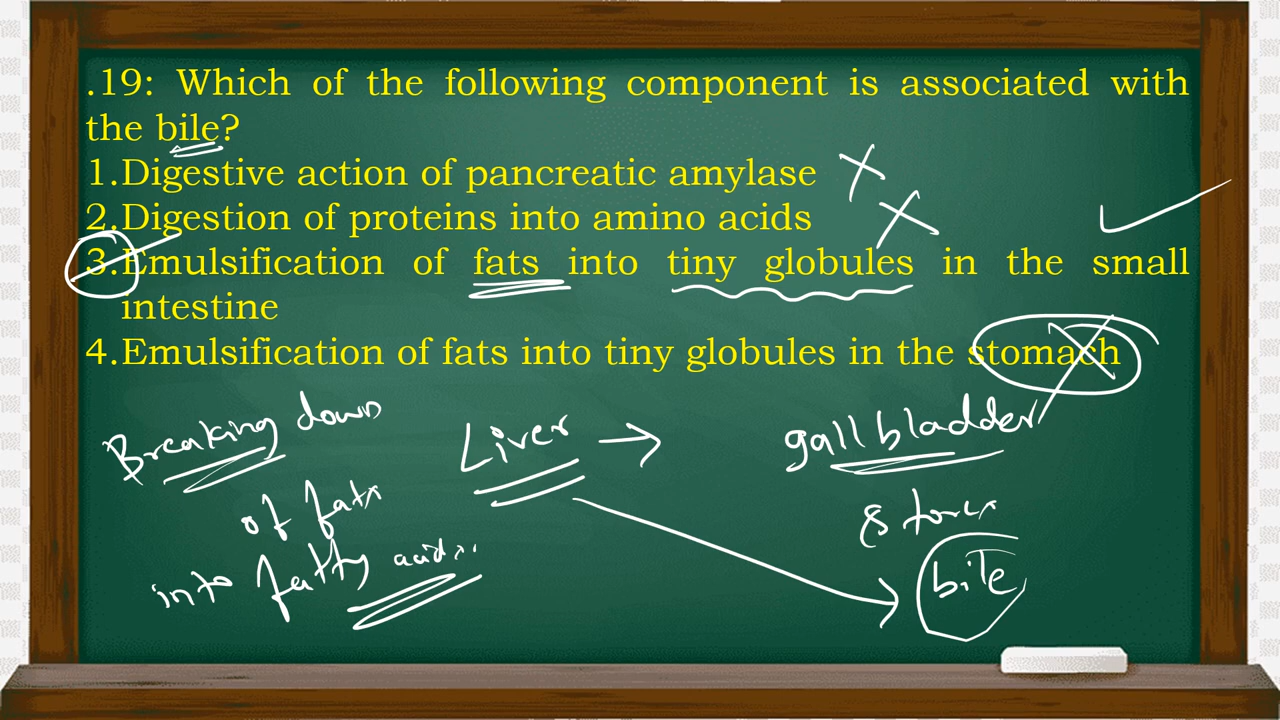 .19: Which of the following component is associated with
the bile?
1.Digestive action of pancreatic amylase
2.Digestion of proteins into amino acids
3.Emulsification of fats into tiny globules in the small
intestine
4.Emulsification of fats into tiny globules in the stomach
Breaking down
of fats
into fatty acids
Liver →
gall bladder
stores
bile